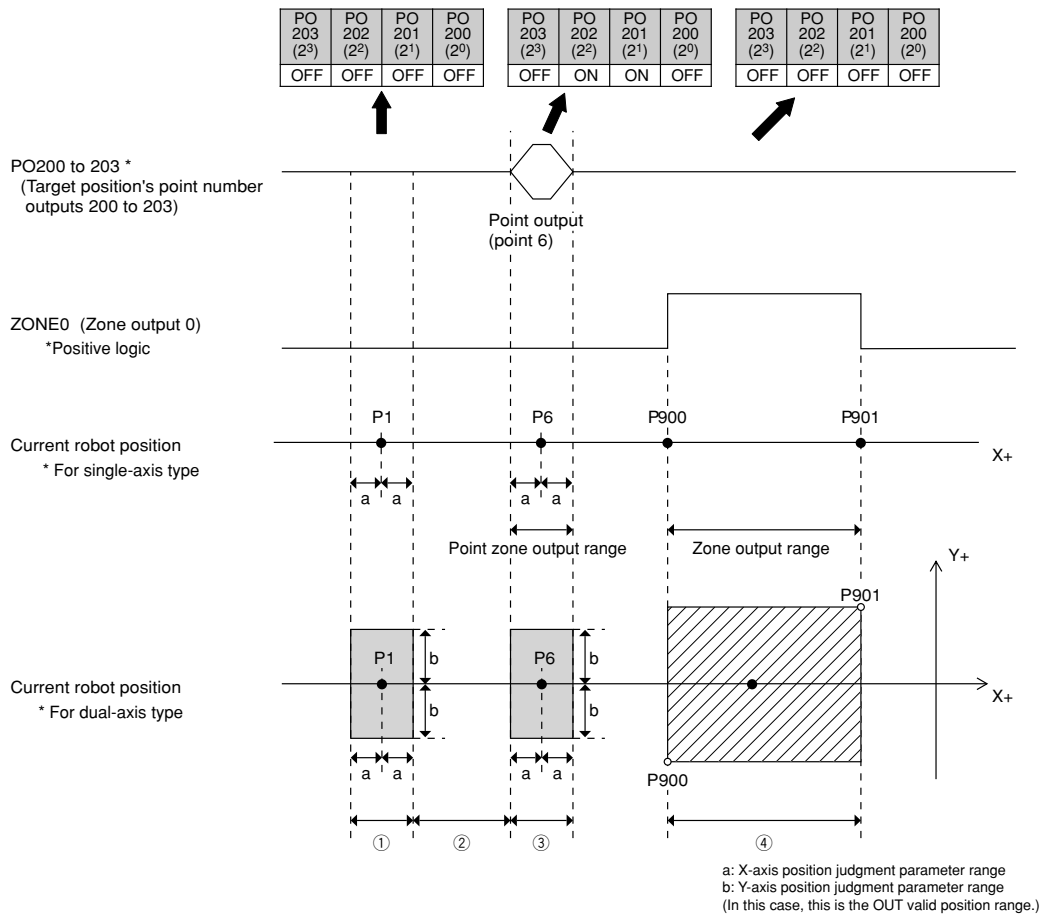 PO 203 (2³) PO 202 (2²) PO 201 (2¹) PO 200 (2⁰)
OFF OFF OFF OFF
PO 203 (2³) PO 202 (2²) PO 201 (2¹) PO 200 (2⁰)
OFF ON ON OFF
PO 203 (2³) PO 202 (2²) PO 201 (2¹) PO 200 (2⁰)
OFF OFF OFF OFF
PO200 to 203 *
(Target position's point number
outputs 200 to 203)
Point output
(point 6)
ZONE0 (Zone output 0)
*Positive logic
P1 P6 P900 P901
Current robot position
* For single-axis type
X+
a a a a
Point zone output range Zone output range
Y+
P901
P1 b P6 b
Current robot position
* For dual-axis type
X+
b b
a a a a
P900
① ② ③ ④
a: X-axis position judgment parameter range
b: Y-axis position judgment parameter range
(In this case, this is the OUT valid position range.)